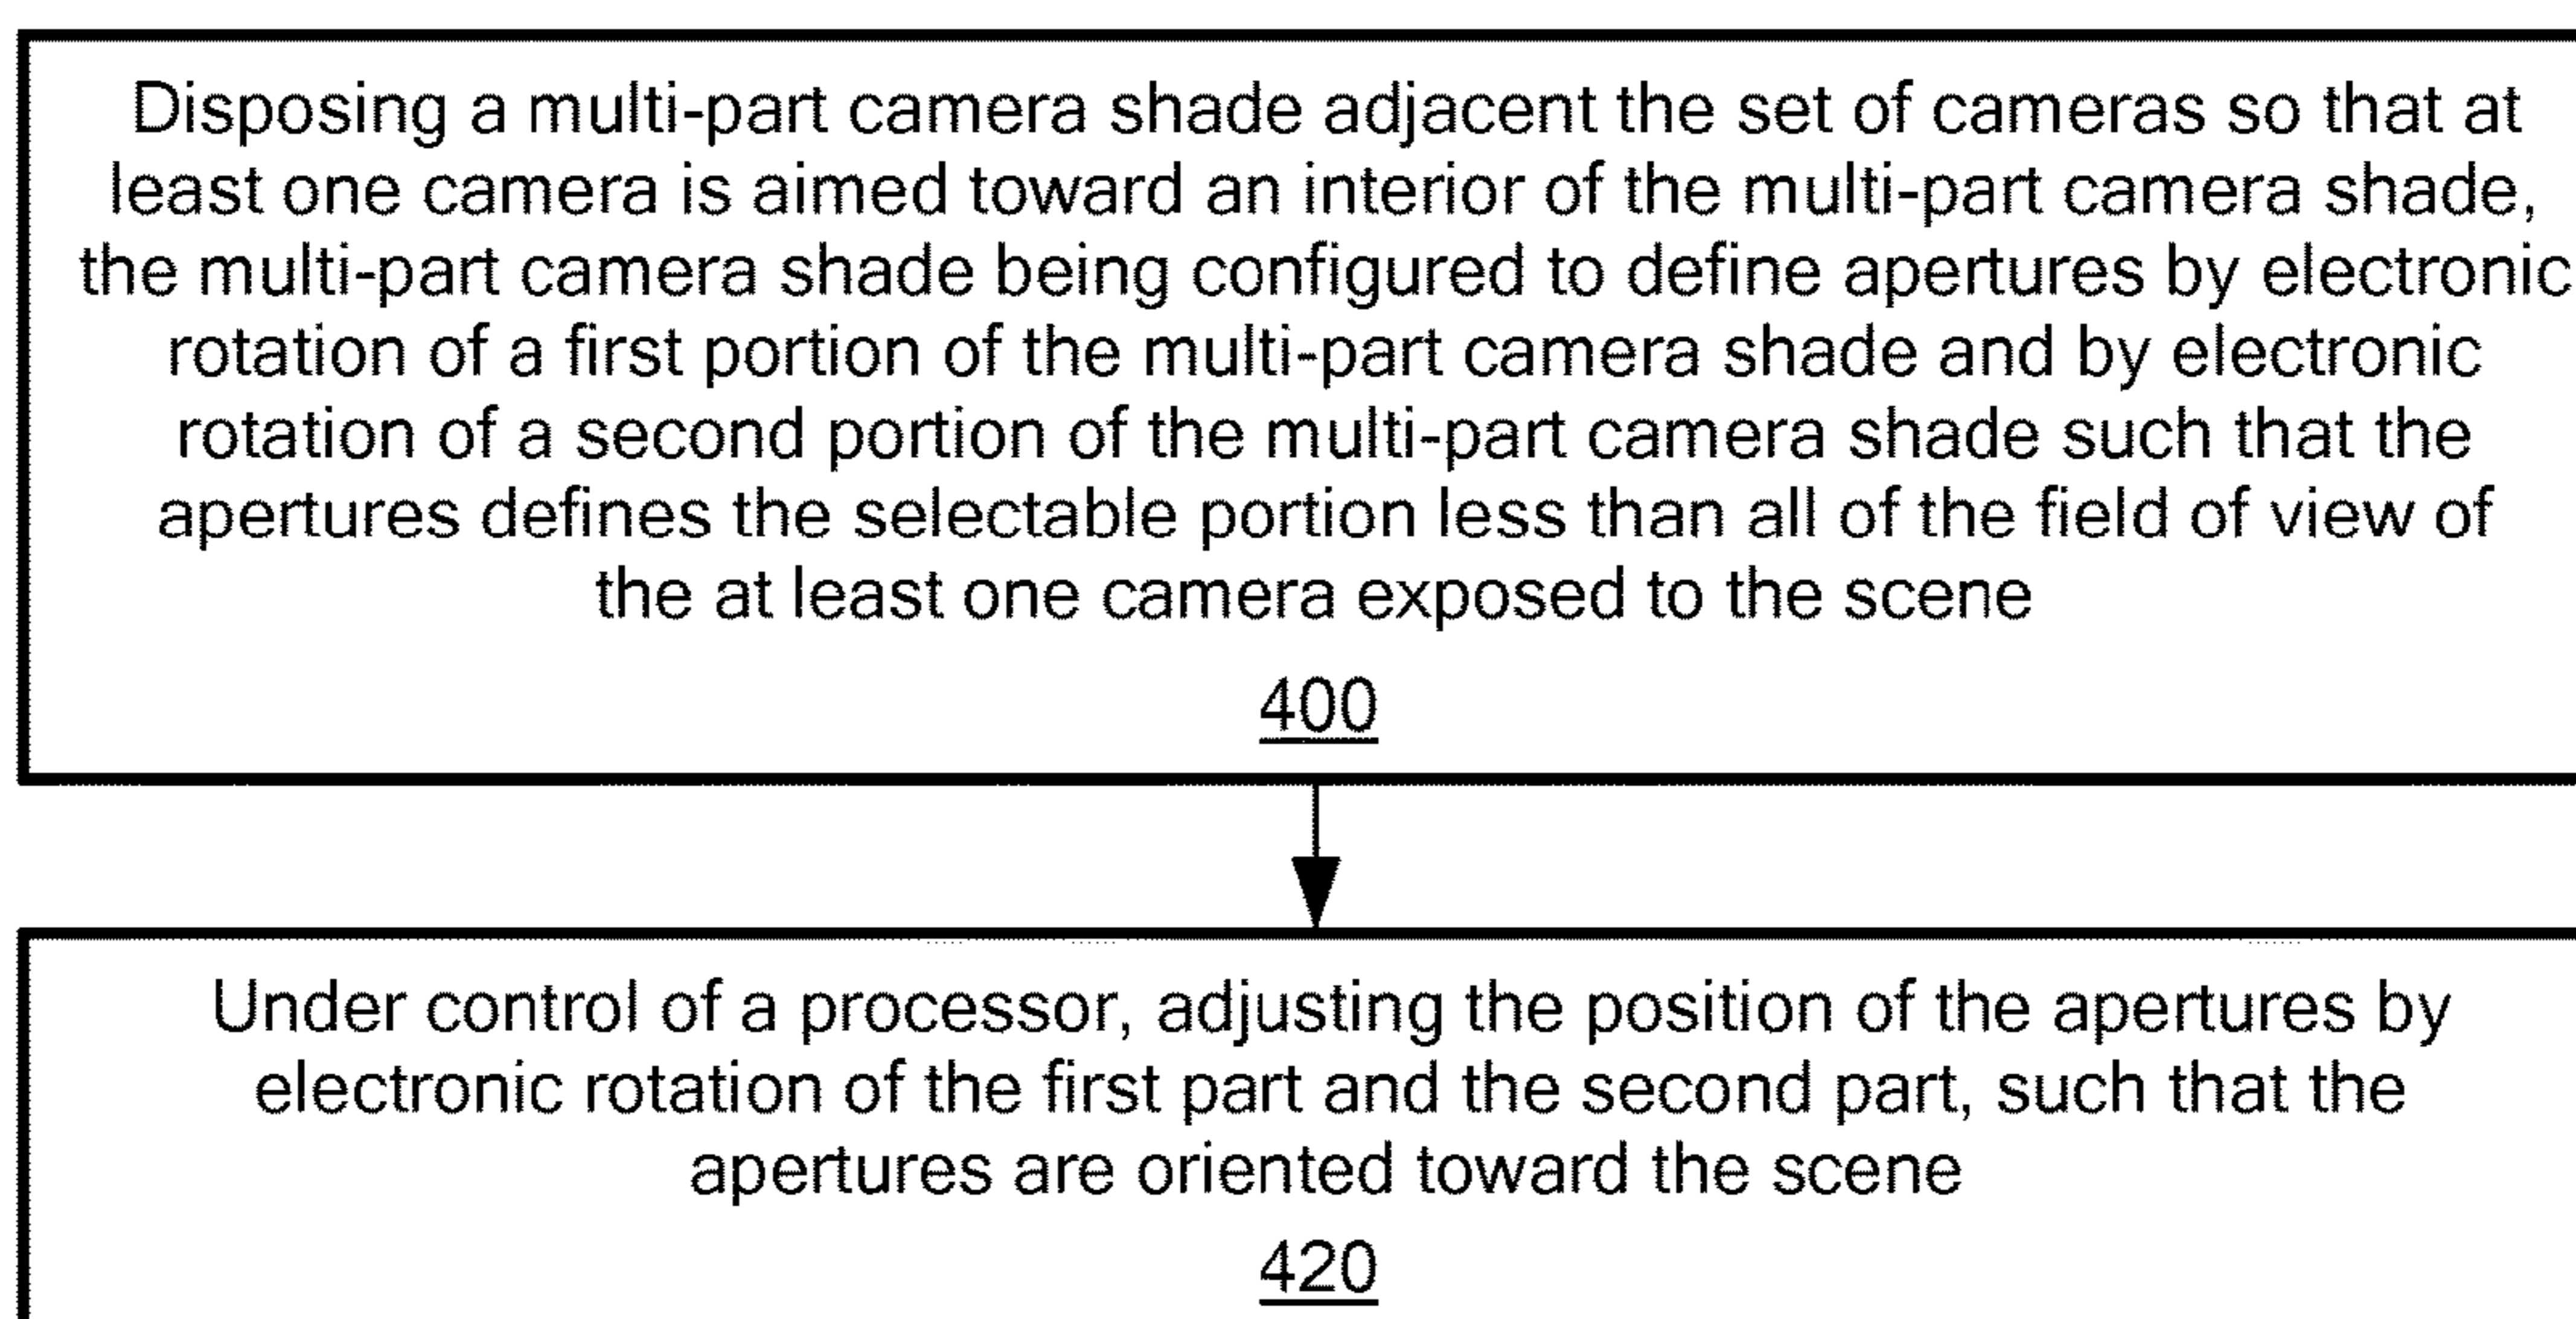 Disposing a multi-part camera shade adjacent the set of cameras so that at
least one camera is aimed toward an interior of the multi-part camera shade,
the multi-part camera shade being configured to define apertures by electronic
rotation of a first portion of the multi-part camera shade and by electronic
rotation of a second portion of the multi-part camera shade such that the
apertures defines the selectable portion less than all of the field of view of
the at least one camera exposed to the scene
400
Under control of a processor, adjusting the position of the apertures by
electronic rotation of the first part and the second part, such that the
apertures are oriented toward the scene
420